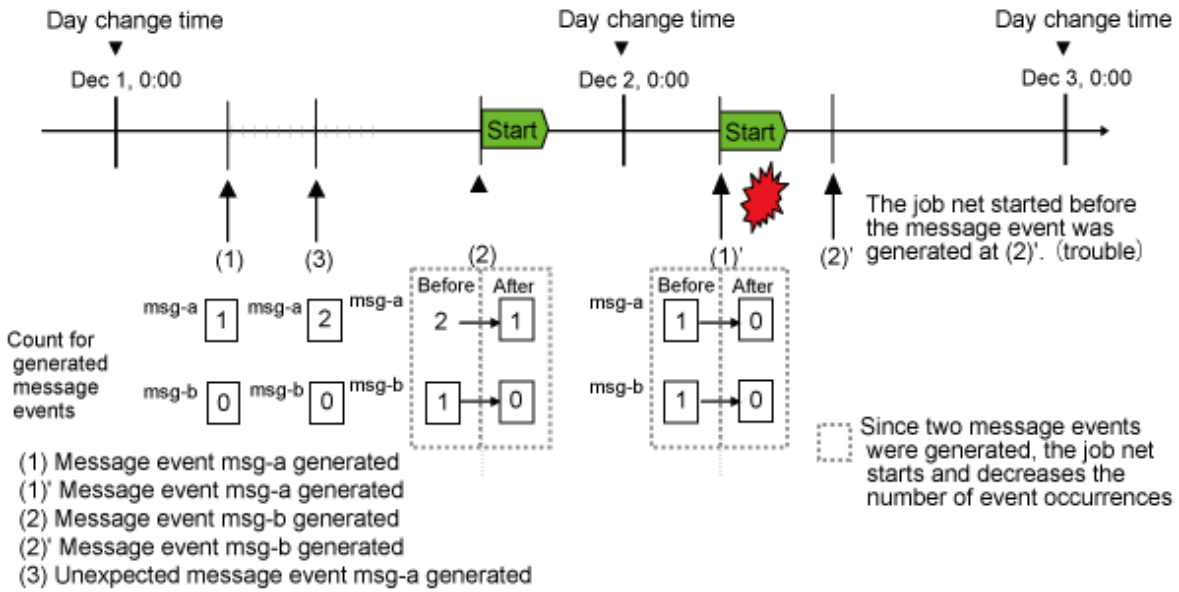 Day change time
Day change time
Day change time
Dec 1, 0:00
Dec 2, 0:00
Dec 3, 0:00
Start
Start
(1)
(3)
(2)
(1)'
(2)'
The job net started before
the message event was
generated at (2)'. (trouble)
Count for
generated
message
events
msg-a 1
msg-a 2
msg-a
Before
After
2
1
msg-a
Before
After
1
0
msg-b 0
msg-b 0
msg-b
1
0
msg-b
1
0
Since two message events
were generated, the job net
starts and decreases the
number of event occurrences
(1) Message event msg-a generated
(1)' Message event msg-a generated
(2) Message event msg-b generated
(2)' Message event msg-b generated
(3) Unexpected message event msg-a generated